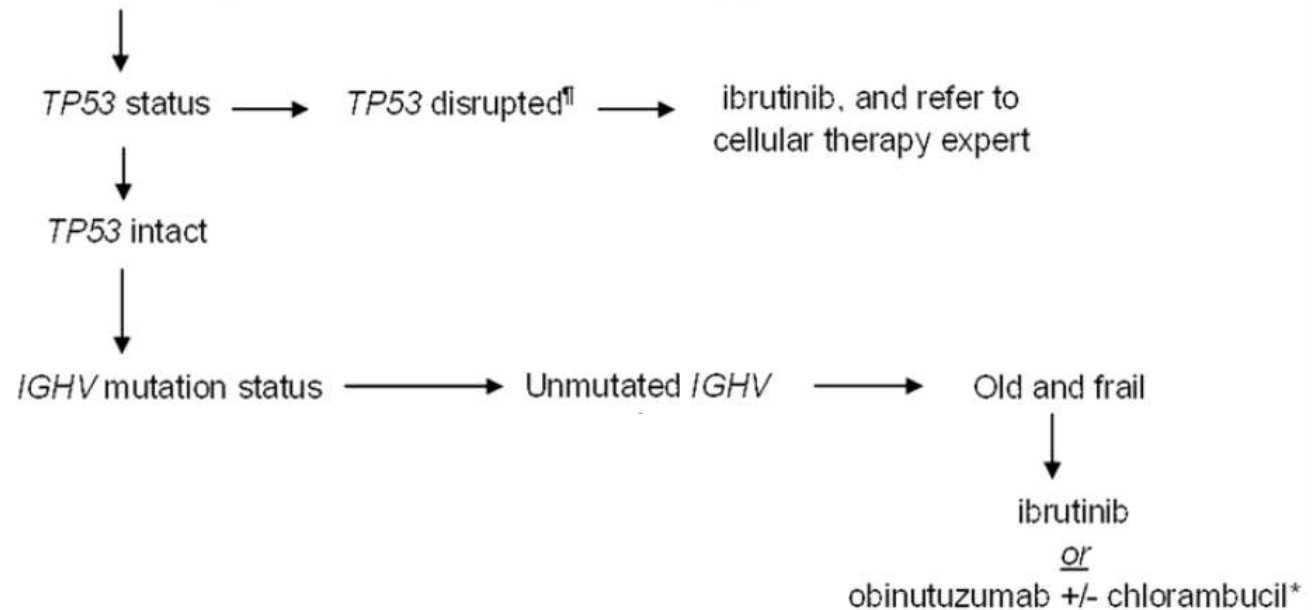 TP53 status
TP53 disrupted¶
ibrutinib, and refer to
cellular therapy expert
TP53 intact
IGHV mutation status
Unmutated IGHV
Old and frail
ibrutinib
or
obinutuzumab +/- chlorambucil*